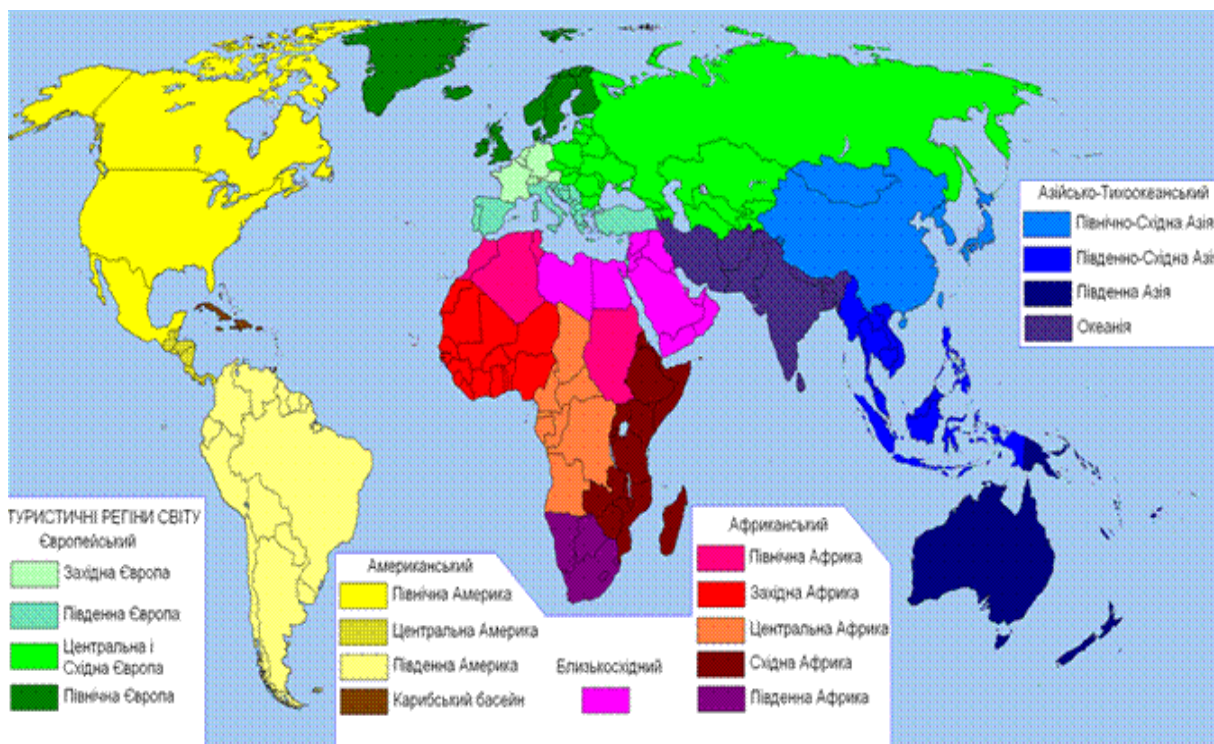 ТУРИСТИЧНІ РЕГІНИ СВІТУ
Європейський
Західна Європа
Південна Європа
Центральна і
Східна Європа
Північна Європа
Американський
Північна Америка
Центральна Америка
Південна Америка
Карибський басейн
Близькосхідний
Африканський
Північна Африка
Західна Африка
Центральна Африка
Східна Африка
Південна Африка
Азійсько-Тихоокеанський
Північно-Східна Азія
Південно-Східна Азі
Південна Азія
Океанія